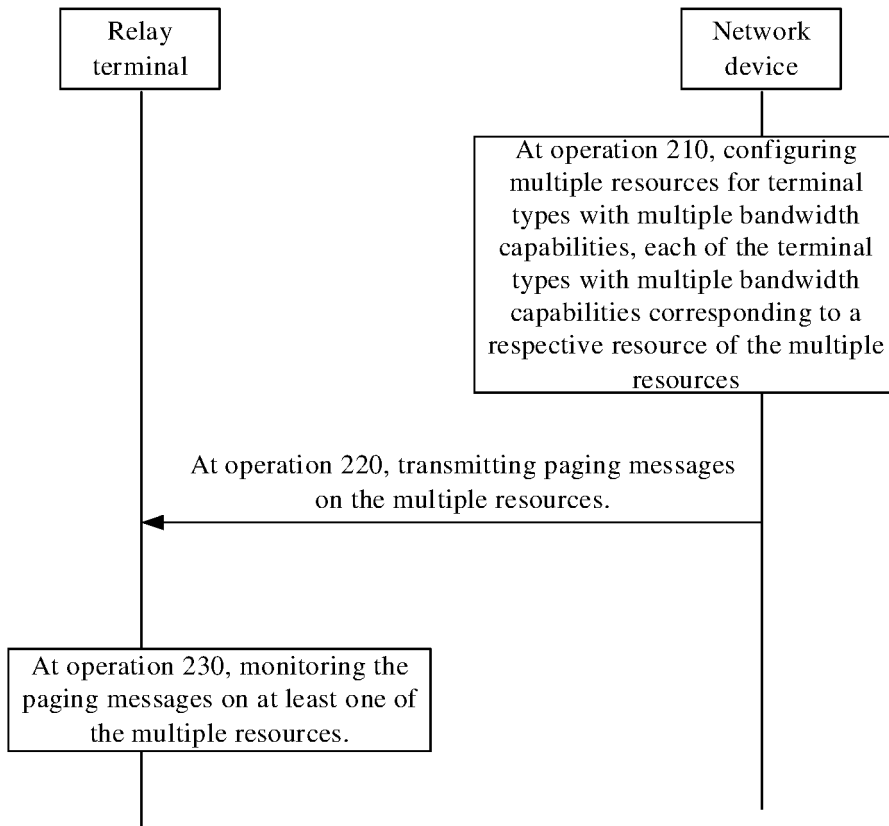 Relay
terminal
Network
device
At operation 210, configuring
multiple resources for terminal
types with multiple bandwidth
capabilities, each of the terminal
types with multiple bandwidth
capabilities corresponding to a
respective resource of the multiple
resources
At operation 220, transmitting paging messages
on the multiple resources.
At operation 230, monitoring the
paging messages on at least one of
the multiple resources.